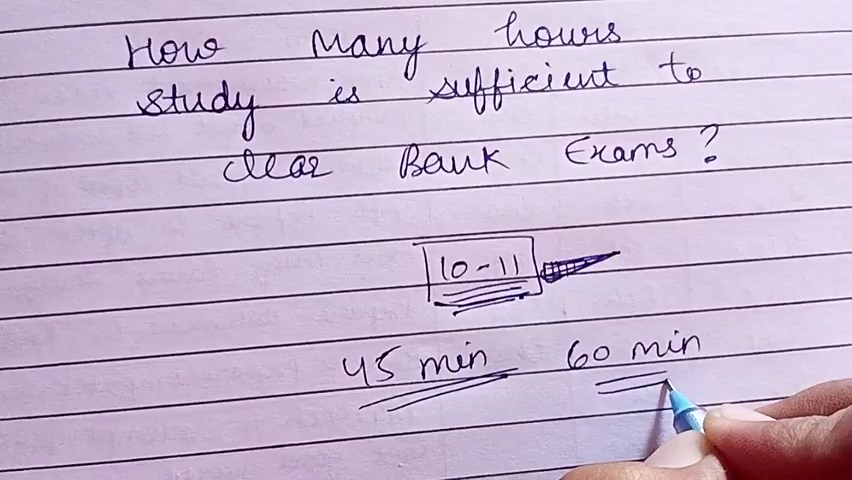 How Many hours
study is sufficient to
clear Bank Exams?
10-11
45 min 60 min